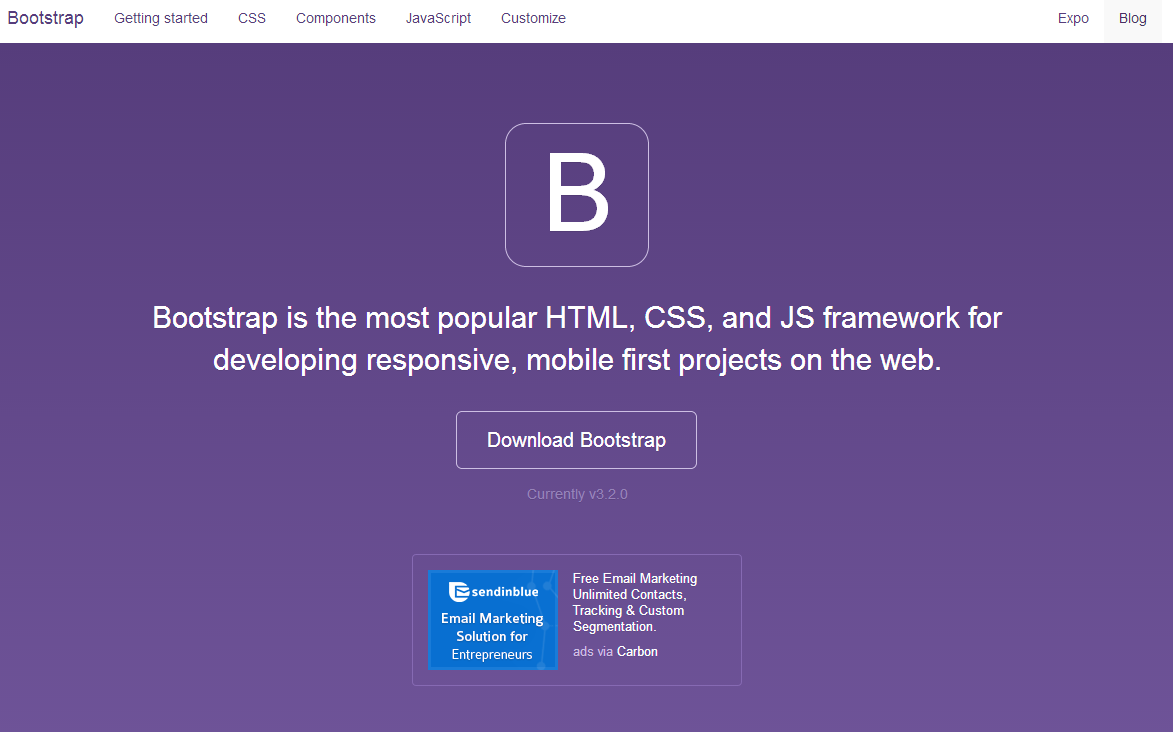 Bootstrap Getting started CSS Components JavaScript Customize Expo Blog
B
Bootstrap is the most popular HTML, CSS, and JS framework for
developing responsive, mobile first projects on the web.
Download Bootstrap
Currently v3.2.0
sendinblue
Email Marketing
Solution for
Entrepreneurs
Free Email Marketing
Unlimited Contacts,
Tracking & Custom
Segmentation.
ads via Carbon